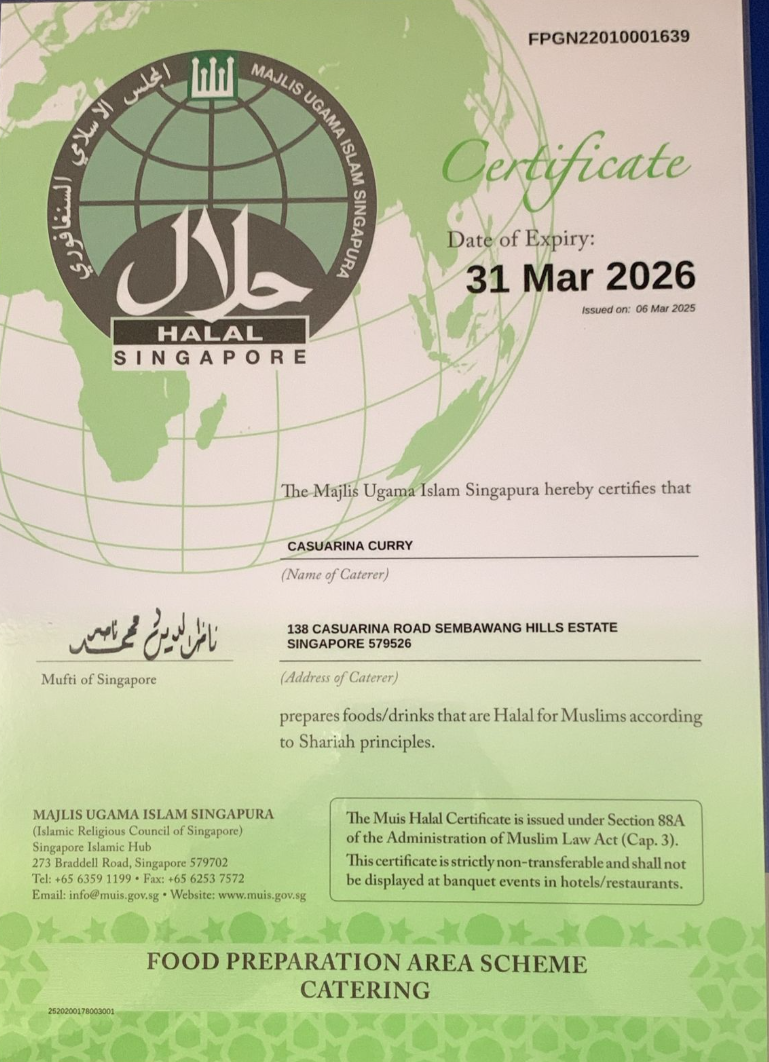 FPGN22010001639
المجلس الاسلامي السنغافوري
MAJLIS UGAMA ISLAM SINGAPURA
حلال
HALAL
SINGAPORE
Certificate
Date of Expiry:
31 Mar 2026
Issued on: 06 Mar 2025
The Majlis Ugama Islam Singapura hereby certifies that
CASUARINA CURRY
(Name of Caterer)
138 CASUARINA ROAD SEMBAWANG HILLS ESTATE
SINGAPORE 579526
(Address of Caterer)
Mufti of Singapore
prepares foods/drinks that are Halal for Muslims according
to Shariah principles.
MAJLIS UGAMA ISLAM SINGAPURA
(Islamic Religious Council of Singapore)
Singapore Islamic Hub
273 Braddell Road, Singapore 579702
Tel: +65 6359 1199 • Fax: +65 6253 7572
Email: info@muis.gov.sg • Website: www.muis.gov.sg
The Muis Halal Certificate is issued under Section 88A
of the Administration of Muslim Law Act (Cap. 3).
This certificate is strictly non-transferable and shall not
be displayed at banquet events in hotels/restaurants.
FOOD PREPARATION AREA SCHEME
CATERING
2520200178003001